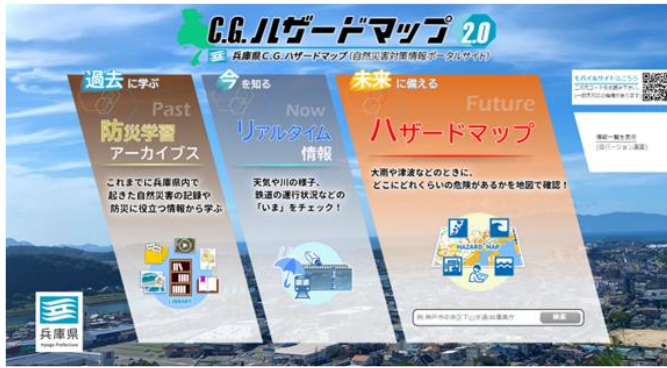 C.G.ハザードマップ 2.0
兵庫県C.G.ハザードマップ(自然災害対策情報ポータルサイト)
過去に学ぶ
Past
防災学習
アーカイブス
これまでに兵庫県内で
起きた自然災害の記録や
防災に役立つ情報から学ぶ
LIBRARY
今を知る
Now
リアルタイム
情報
天気や川の様子、
鉄道の運行状況などの
「いま」をチェック！
未来に備える
Future
ハザードマップ
大雨や津波などのときに、
どこにどれくらいの危険があるかを地図で確認！
HAZARD MAP
検索
モバイルサイトはこちら
兵庫県
Hyogo Prefecture